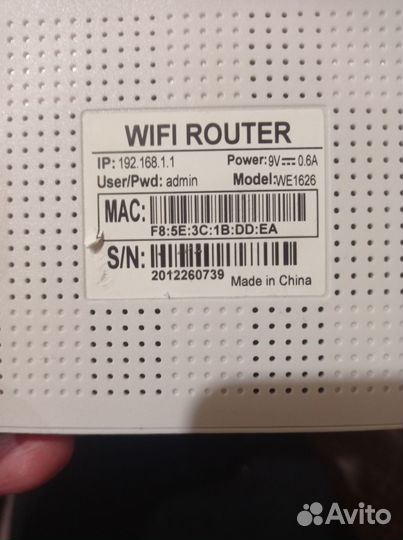 WIFI ROUTER
IP: 192.168.1.1 Power: 9V⎓0.6A
User/Pwd: admin Model:WE1626
MAC:
F8:5E:3C:1B:DD:EA
S/N:
2012260739 Made in China
Avito